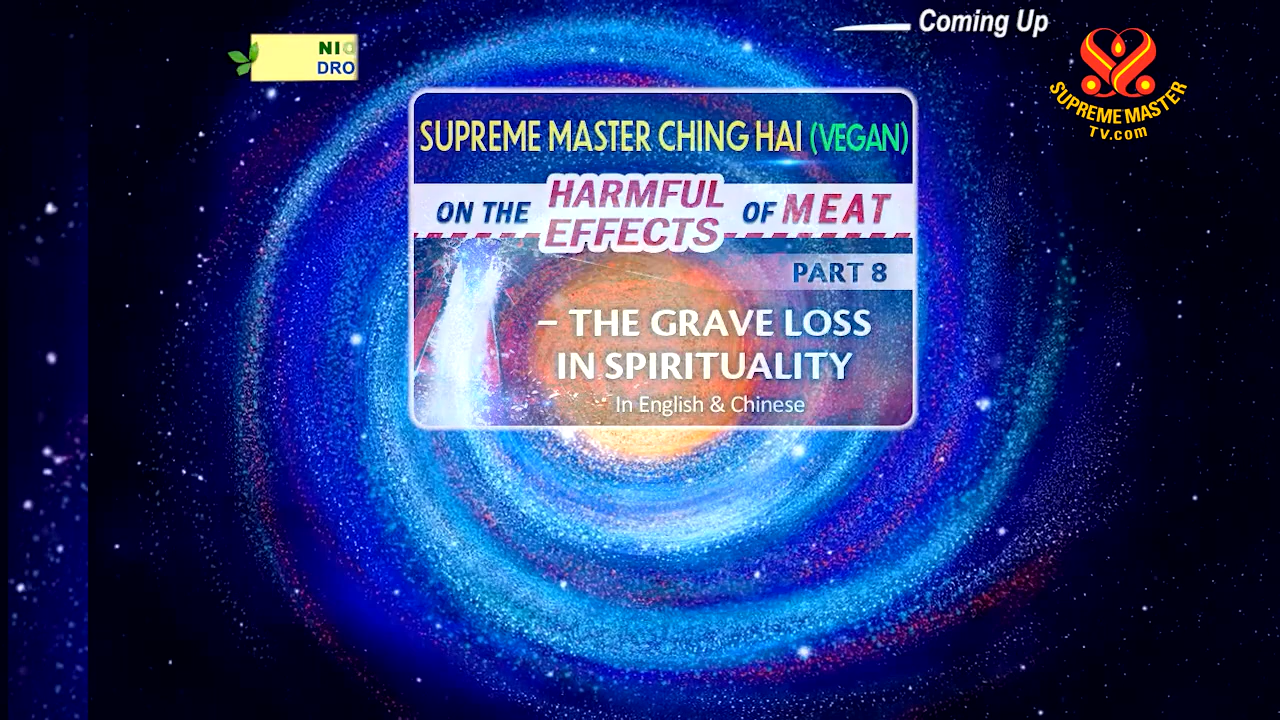 Coming Up
NIO
DRO
SUPREME MASTER
TV.com
SUPREME MASTER CHING HAI (VEGAN)
ON THE HARMFUL EFFECTS OF MEAT
PART 8
– THE GRAVE LOSS
IN SPIRITUALITY
In English & Chinese